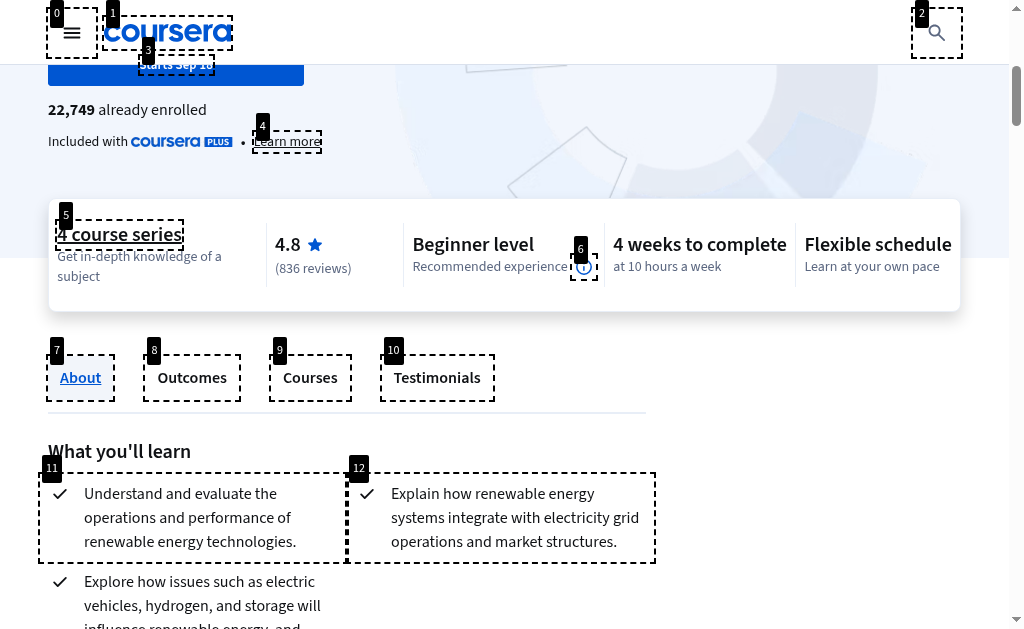 0
1
2
coursera
3
Starts Sep 18
22,749 already enrolled
4
Included with coursera PLUS • Learn more
5
4 course series
Get in-depth knowledge of a
subject
4.8
(836 reviews)
Beginner level
6
Recommended experience
4 weeks to complete
at 10 hours a week
Flexible schedule
Learn at your own pace
7
8
9
10
About
Outcomes
Courses
Testimonials
What you'll learn
11
12
Understand and evaluate the
operations and performance of
renewable energy technologies.
Explain how renewable energy
systems integrate with electricity grid
operations and market structures.
Explore how issues such as electric
vehicles, hydrogen, and storage will
influence renewable energy, and